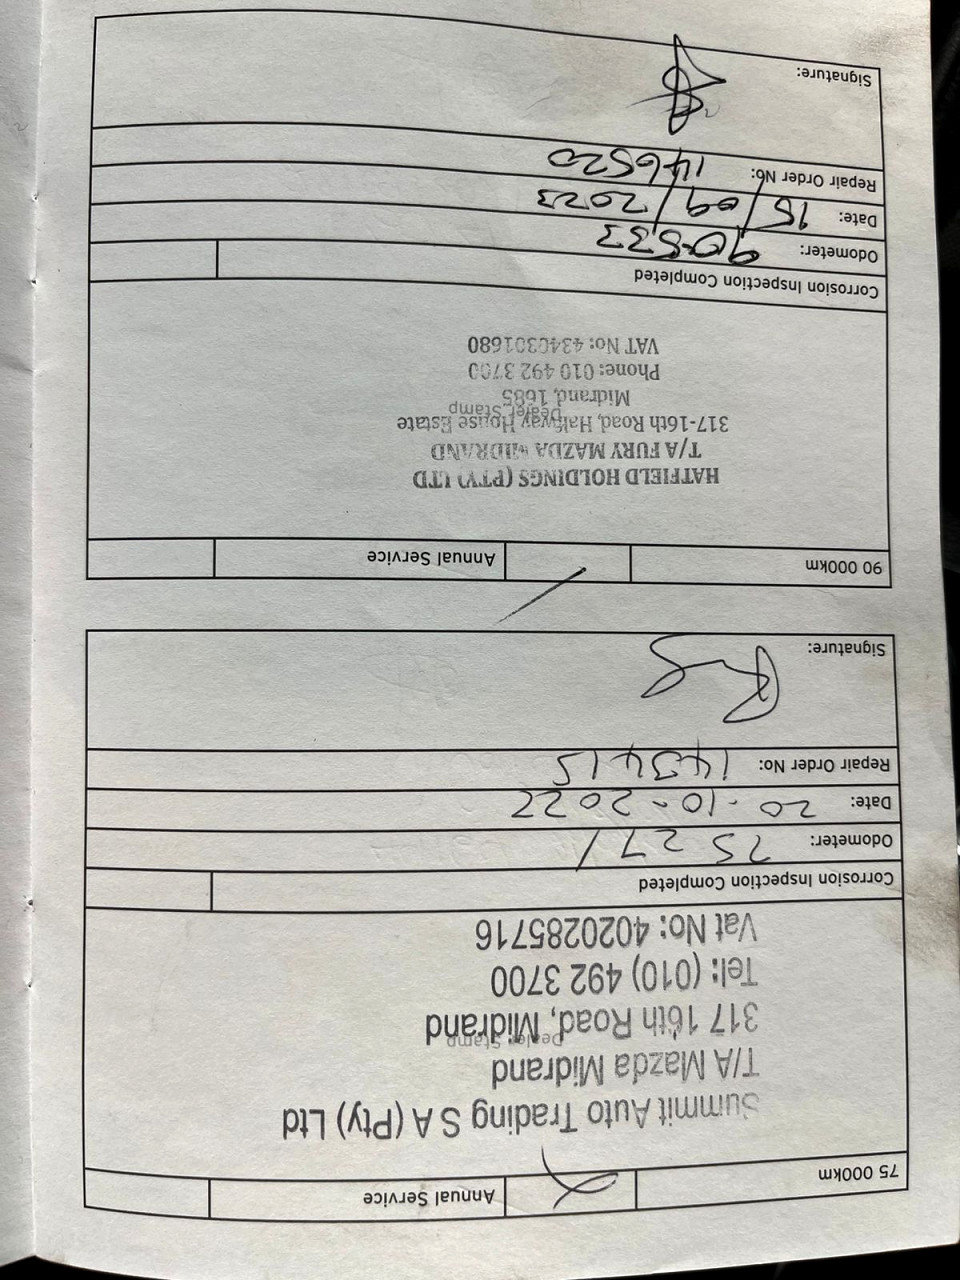 75 000km Annual Service
Summit Auto Trading S A (Pty) Ltd
T/A Mazda Midrand
Dealer Stamp
317 16th Road, Midrand
Tel: (010) 492 3700
Vat No: 4020285716
Corrosion Inspection Completed
Odometer: 75271
Date: 20-10-2022
Repair Order No: 143415
Signature:
90 000km Annual Service
HATFIELD HOLDINGS (PTY) LTD
T/A FURY MAZDA MIDRAND
317-16th Road, Halfway House Estate
Dealer Stamp
Midrand, 1685
Phone: 010 492 3700
VAT No: 4340301680
Corrosion Inspection Completed
Odometer: 90533
Date: 15/09/2023
Repair Order No: 146520
Signature: